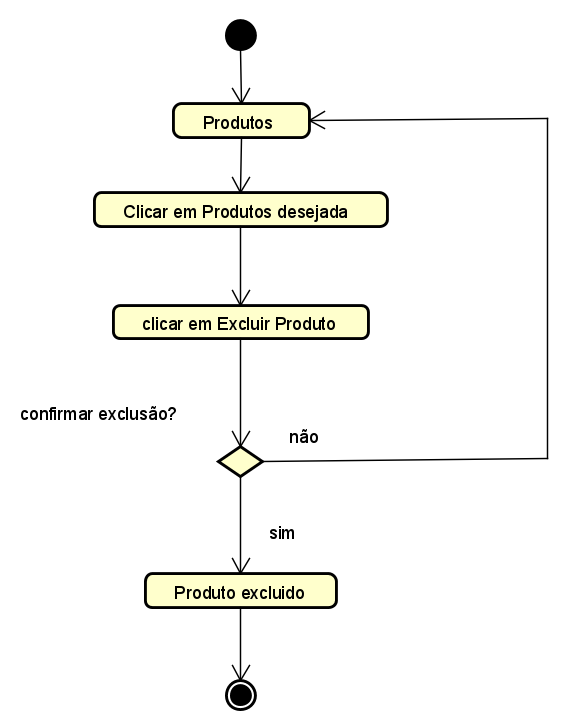 Produtos
Clicar em Produtos desejada
clicar em Excluir Produto
confirmar exclusão?
não
sim
Produto excluido